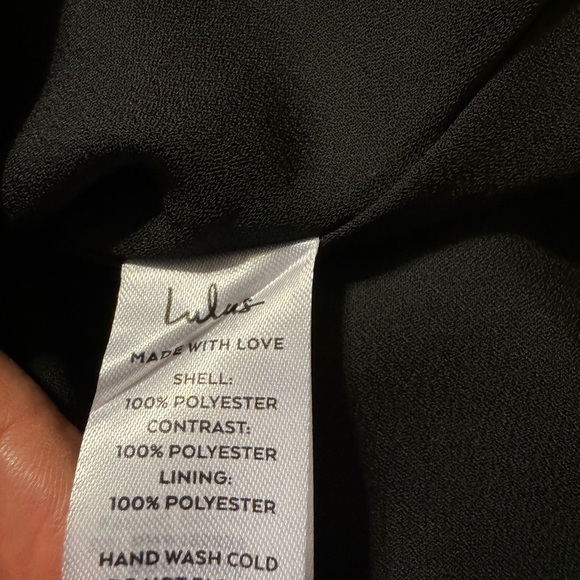 Lulus
MADE WITH LOVE
SHELL:
100% POLYESTER
CONTRAST:
100% POLYESTER
LINING:
100% POLYESTER
HAND WASH COLD